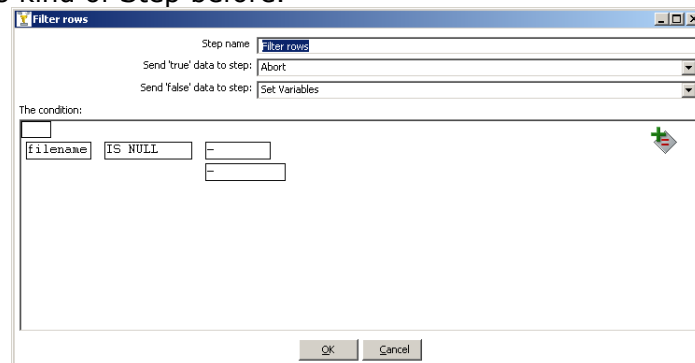 s kind of Step before.
Filter rows
Step name Filter rows
Send 'true' data to step: Abort
Send 'false' data to step: Set Variables
The condition:
filename IS NULL -
-
OK Cancel